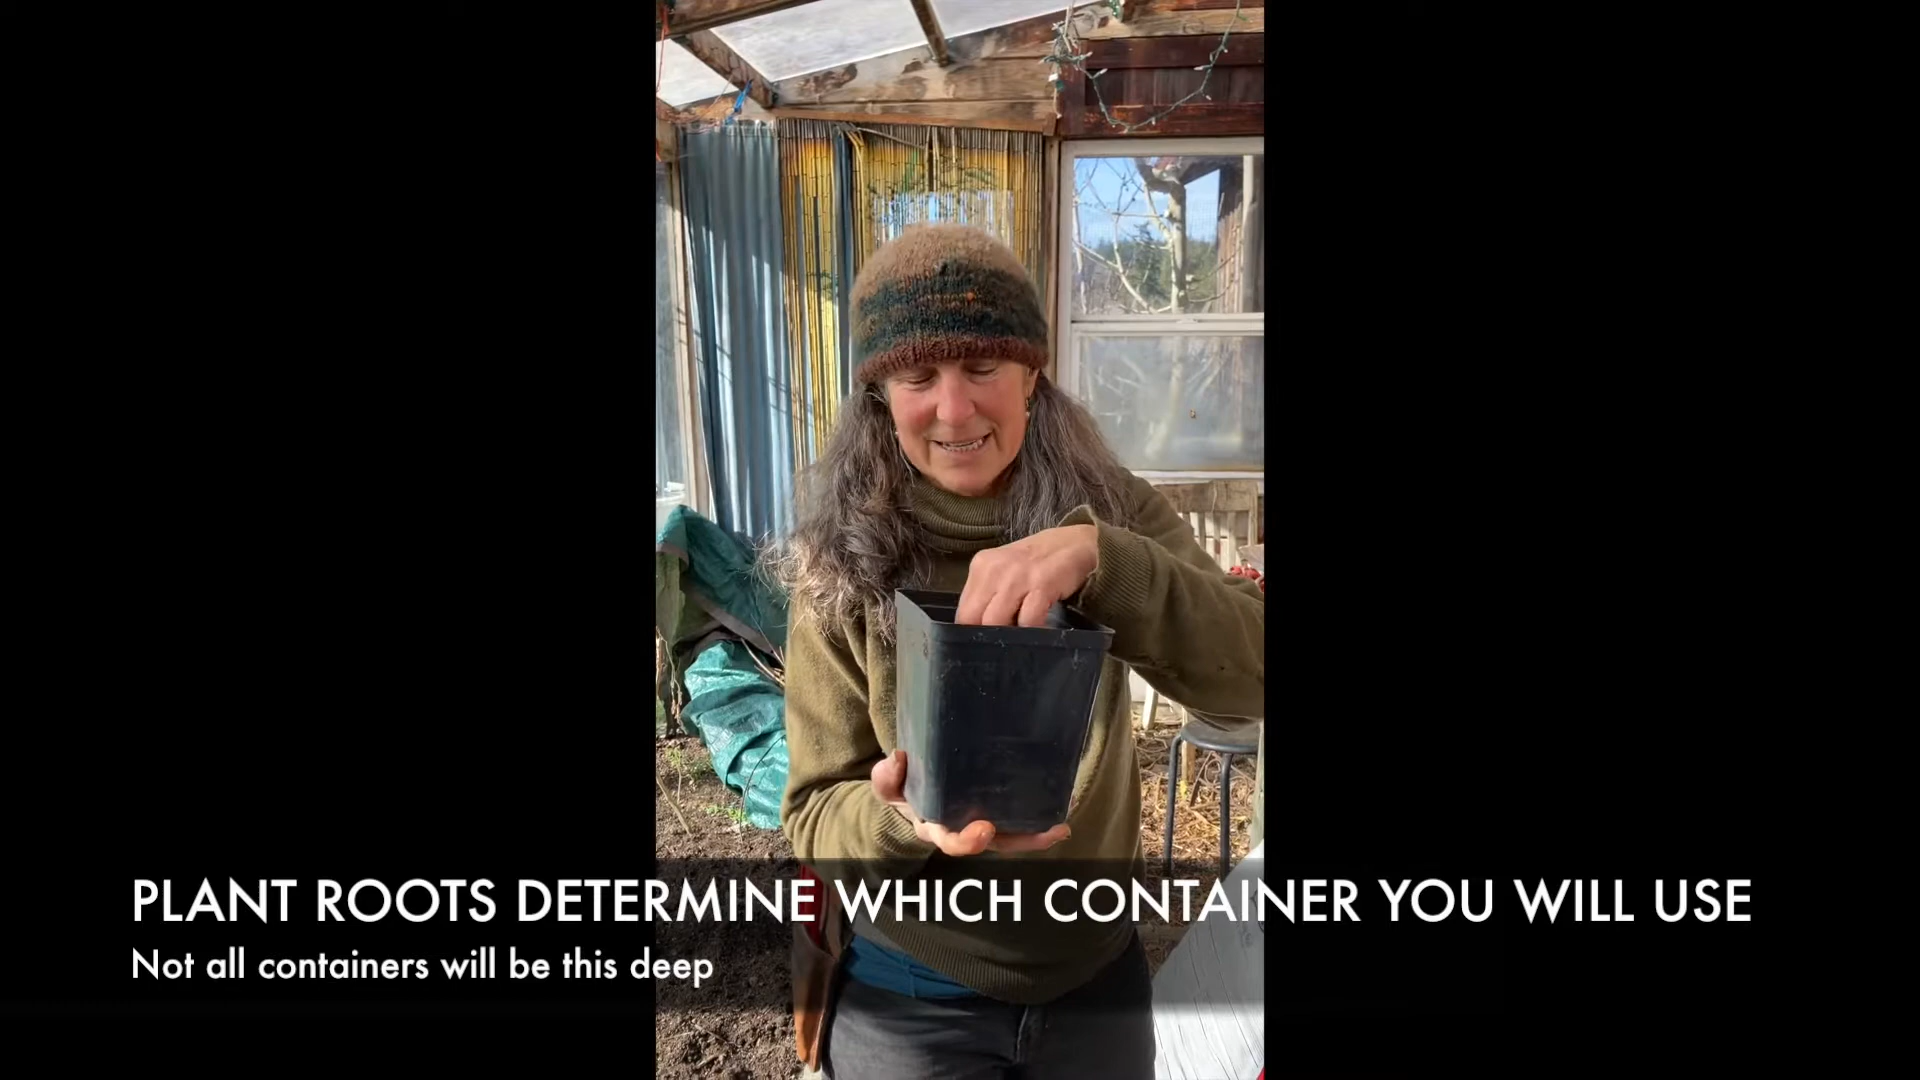 PLANT ROOTS DETERMINE WHICH CONTAINER YOU WILL USE
Not all containers will be this deep